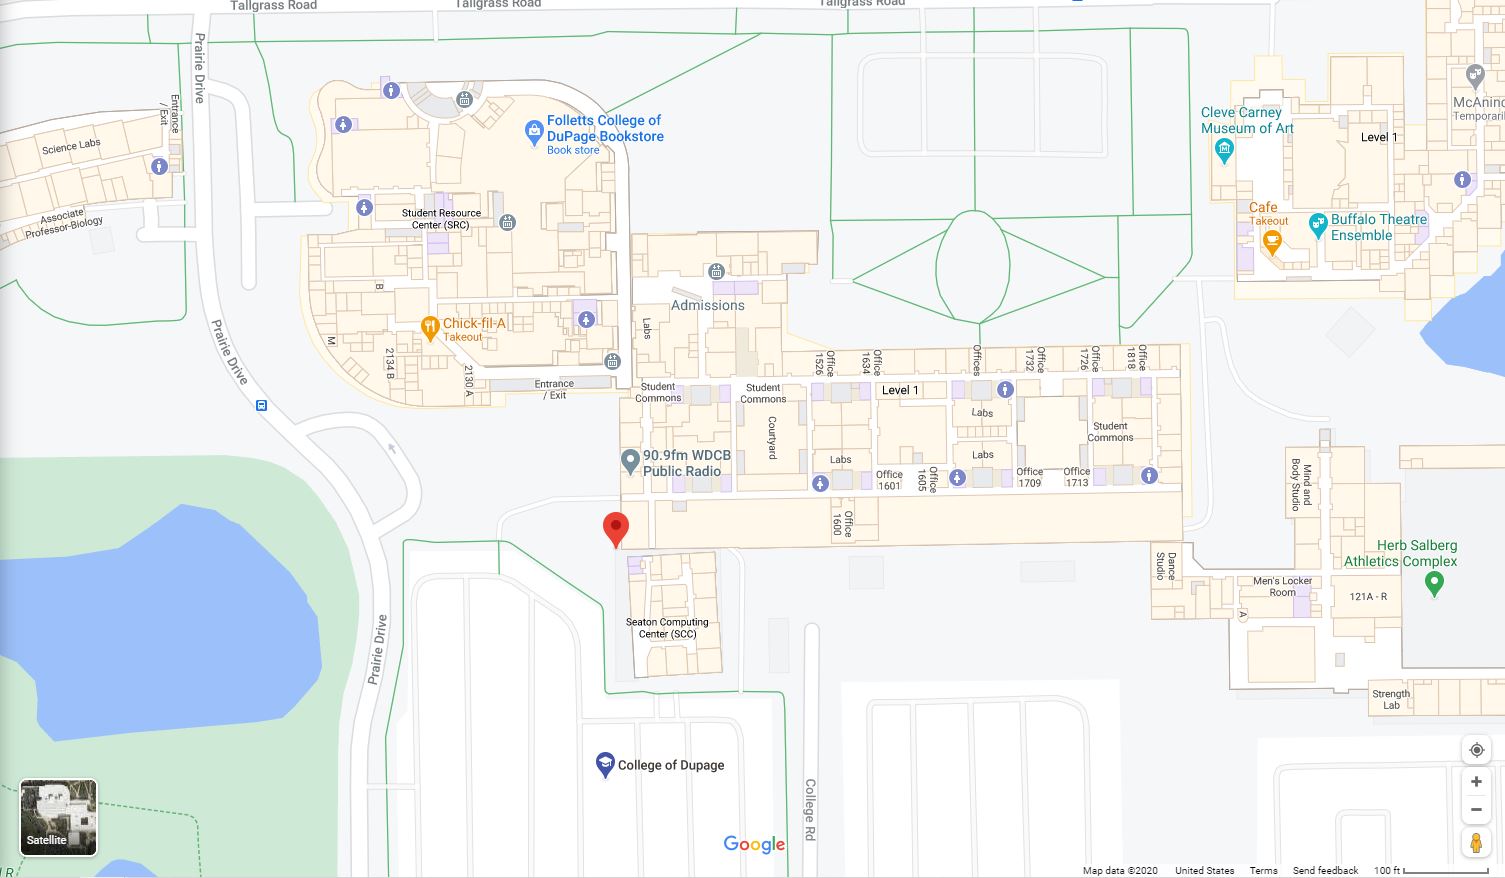 Tallgrass Road
Tallgrass Road
Tallgrass Road
Prairie Drive
Entrance
/ Exit
Science Labs
Associate
Professor-Biology
Folletts College of
DuPage Bookstore
Book store
Student Resource
Center (SRC)
B
M
Chick-fil-A
Takeout
2134 B
2130 A
Entrance
/ Exit
Admissions
Labs
Cleve Carney
Museum of Art
Level 1
McAnin
Temporaril
Cafe
Takeout
Buffalo Theatre
Ensemble
Prairie Drive
Office
1526
Office
1634
Offices
Office
1732
Office
1726
Office
1818
Student
Commons
Student
Commons
Level 1
Courtyard
Labs
Labs
Labs
Student
Commons
90.9fm WDCB
Public Radio
Office
1601
Office
1605
Office
1709
Office
1713
Office
1600
Mind and
Body Studio
Dance
Studio
Herb Salberg
Athletics Complex
Men's Locker
Room
121A - R
A
Seaton Computing
Center (SCC)
Prairie Drive
Strength
Lab
College of Dupage
College Rd
Satellite
Google
Map data ©2020
United States
Terms
Send feedback
100 ft